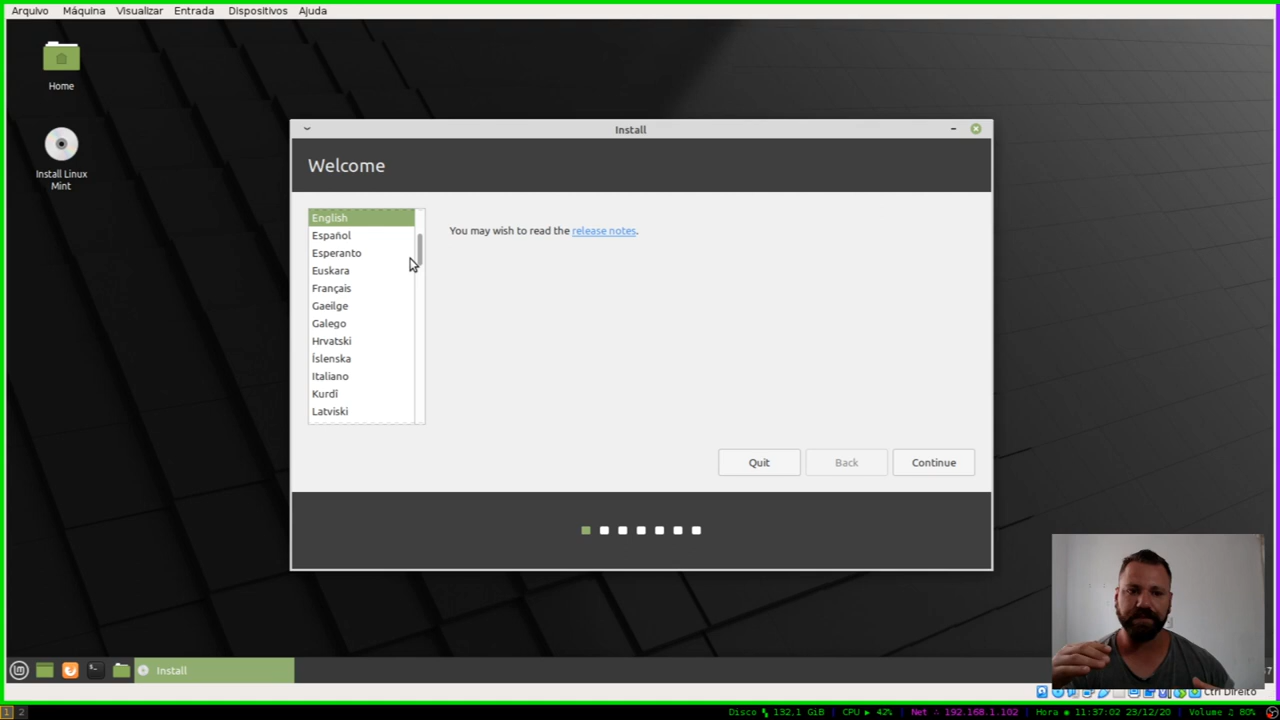 Arquivo Máquina Visualizar Entrada Dispositivos Ajuda
Home
Install Linux
Mint
Install
Welcome
English
Español
Esperanto
Euskara
Français
Gaeilge
Galego
Hrvatski
Íslenska
Italiano
Kurdî
Latviski
You may wish to read the release notes.
Quit Back Continue
Install
Ctrl Direito
1 2 Disco 132,1 GiB CPU 42% Net 192.168.1.102 Hora 11:37:02 23/12/20 Volume 80%